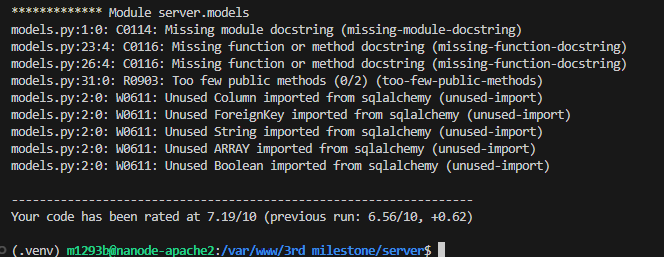 ************* Module server.models
models.py:1:0: C0114: Missing module docstring (missing-module-docstring)
models.py:23:4: C0116: Missing function or method docstring (missing-function-docstring)
models.py:26:4: C0116: Missing function or method docstring (missing-function-docstring)
models.py:31:0: R0903: Too few public methods (0/2) (too-few-public-methods)
models.py:2:0: W0611: Unused Column imported from sqlalchemy (unused-import)
models.py:2:0: W0611: Unused ForeignKey imported from sqlalchemy (unused-import)
models.py:2:0: W0611: Unused String imported from sqlalchemy (unused-import)
models.py:2:0: W0611: Unused ARRAY imported from sqlalchemy (unused-import)
models.py:2:0: W0611: Unused Boolean imported from sqlalchemy (unused-import)
------------------------------------------------------------------
Your code has been rated at 7.19/10 (previous run: 6.56/10, +0.62)
(.venv) m1293b@nanode-apache2:/var/www/3rd milestone/server$